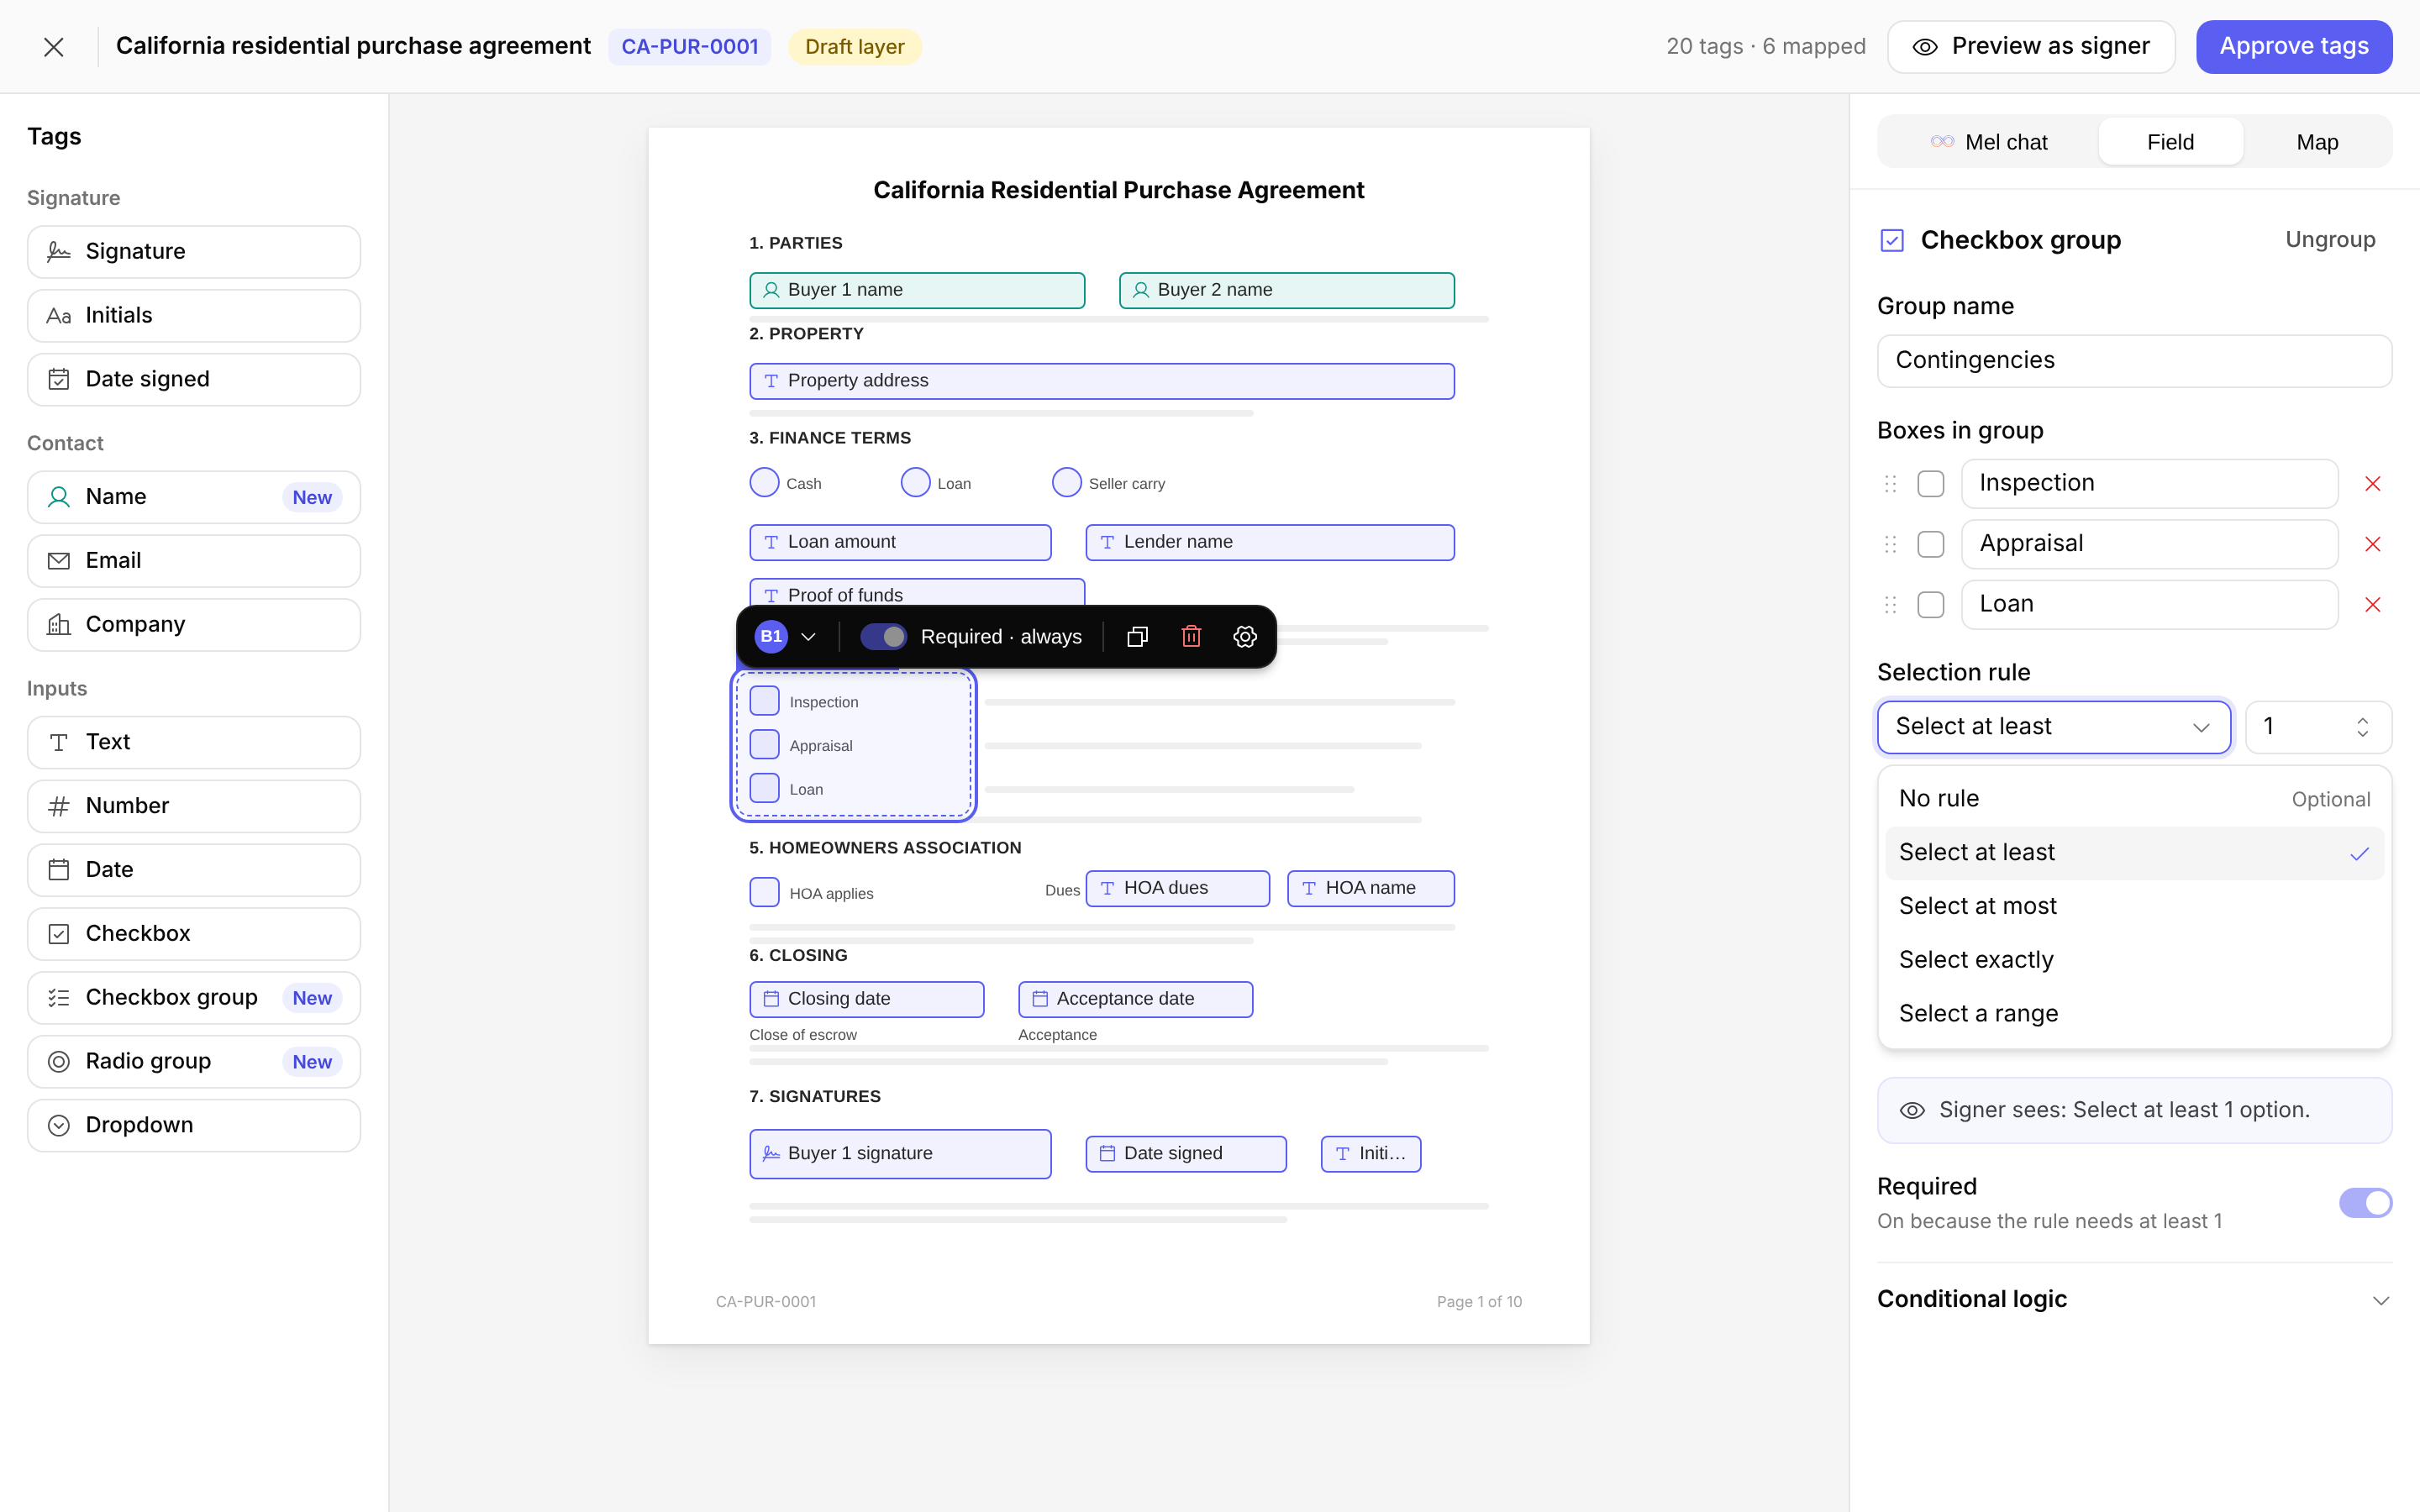 California residential purchase agreement CA-PUR-0001 Draft layer 20 tags · 6 mapped Preview as signer Approve tags
Tags
Signature
Signature
Initials
Date signed
Contact
Name New
Email
Company
Inputs
Text
Number
Date
Checkbox
Checkbox group New
Radio group New
Dropdown
California Residential Purchase Agreement
1. PARTIES
Buyer 1 name Buyer 2 name
2. PROPERTY
Property address
3. FINANCE TERMS
Cash Loan Seller carry
Loan amount Lender name
Proof of funds
B1 Required · always
Inspection
Appraisal
Loan
5. HOMEOWNERS ASSOCIATION
HOA applies Dues HOA dues HOA name
6. CLOSING
Closing date Acceptance date
Close of escrow Acceptance
7. SIGNATURES
Buyer 1 signature Date signed Initi...
CA-PUR-0001 Page 1 of 10
Mel chat Field Map
Checkbox group Ungroup
Group name
Contingencies
Boxes in group
Inspection
Appraisal
Loan
Selection rule
Select at least 1
No rule Optional
Select at least
Select at most
Select exactly
Select a range
Signer sees: Select at least 1 option.
Required
On because the rule needs at least 1
Conditional logic